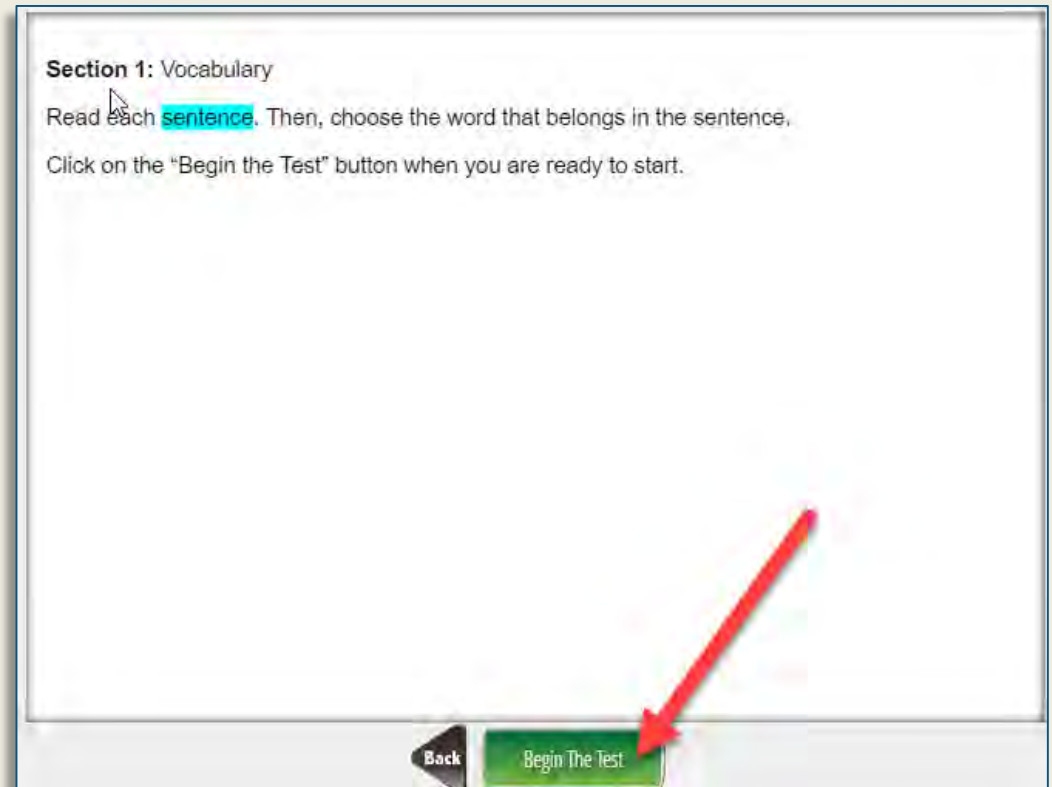 Section 1: Vocabulary
Read each sentence. Then, choose the word that belongs in the sentence.
Click on the “Begin the Test” button when you are ready to start.
Back
Begin The Test